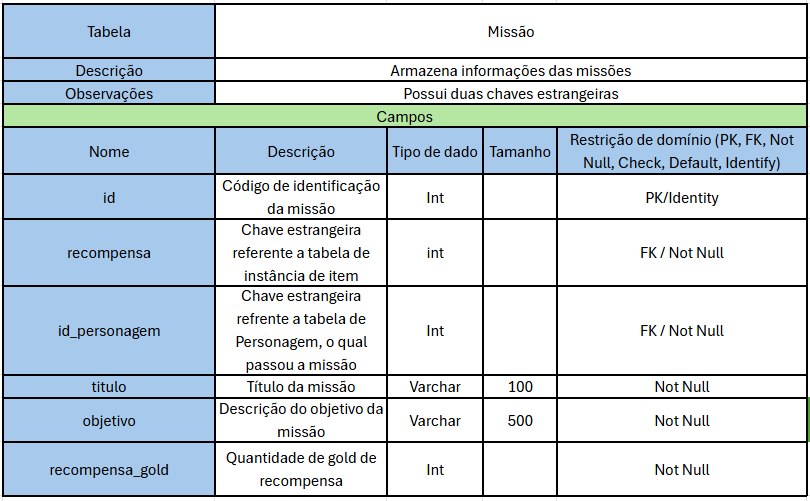 Tabela Missão
Descrição Armazena informações das missões
Observações Possui duas chaves estrangeiras
Campos
Nome Descrição Tipo de dado Tamanho Restrição de domínio (PK, FK, Not
Null, Check, Default, Identify)
id Código de identificação
da missão Int PK/Identity
recompensa Chave estrangeira
referente a tabela de
instância de item int FK / Not Null
id_personagem Chave estrangeira
refrente a tabela de
Personagem, o qual
passou a missão Int FK / Not Null
titulo Título da missão Varchar 100 Not Null
objetivo Descrição do objetivo da
missão Varchar 500 Not Null
recompensa_gold Quantidade de gold de
recompensa Int Not Null